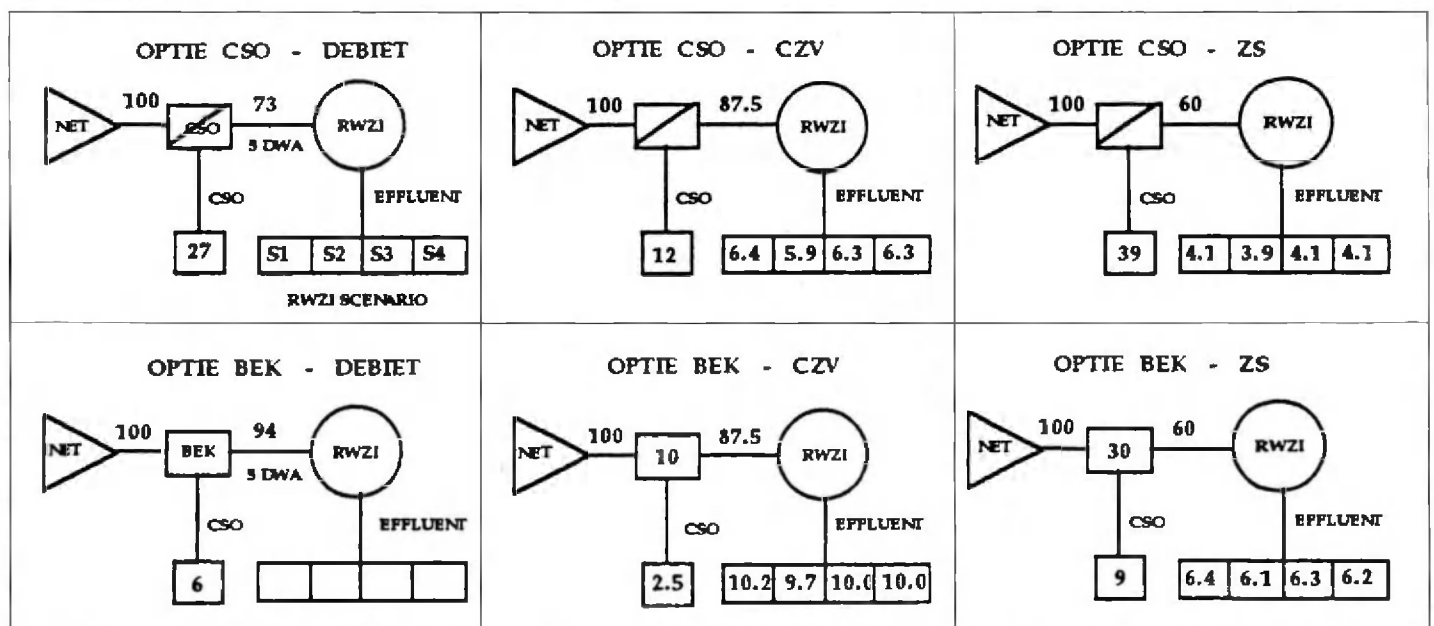 OPTIE CSO - DEBIET
NET
100
CSO
73
5 DWA
RWZI
CSO
EFFLUENT
27
S1 S2 S3 S4
RWZI SCENARIO
OPTIE CSO - CZV
NET
100
87.5
RWZI
CSO
EFFLUENT
12
6.4 5.9 6.3 6.3
OPTIE CSO - ZS
NET
100
60
RWZI
CSO
EFFLUENT
39
4.1 3.9 4.1 4.1
OPTIE BEK - DEBIET
NET
100
BEK
94
5 DWA
RWZI
CSO
EFFLUENT
6
OPTIE BEK - CZV
NET
100
10
87.5
RWZI
CSO
EFFLUENT
2.5
10.2 9.7 10.0 10.0
OPTIE BEK - ZS
NET
100
30
60
RWZI
CSO
EFFLUENT
9
6.4 6.1 6.3 6.2